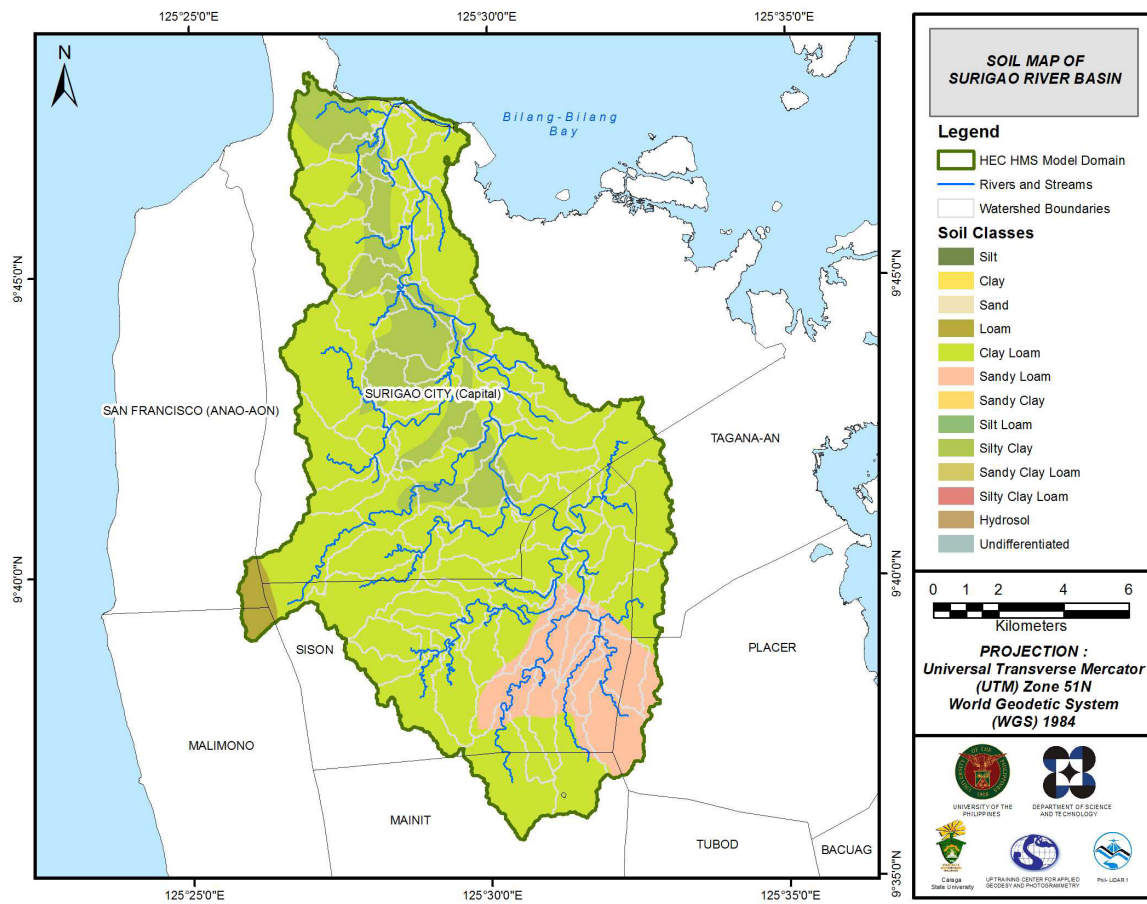 125°25'0"E
125°30'0"E
125°35'0"E
N
Bilang-Bilang
Bay
9°45'0"N
9°45'0"N
SURIGAO CITY (Capital)
SAN FRANCISCO (ANAO-AON)
TAGANA-AN
9°40'0"N
9°40'0"N
SISON
PLACER
MALIMONO
MAINIT
TUBOD
BACUAG
9°35'0"N
125°25'0"E
125°30'0"E
125°35'0"E
SOIL MAP OF
SURIGAO RIVER BASIN
Legend
HEC HMS Model Domain
Rivers and Streams
Watershed Boundaries
Soil Classes
Silt
Clay
Sand
Loam
Clay Loam
Sandy Loam
Sandy Clay
Silt Loam
Silty Clay
Sandy Clay Loam
Silty Clay Loam
Hydrosol
Undifferentiated
0 0.5 1 2 4 6
Kilometers
PROJECTION :
Universal Transverse Mercator
(UTM) Zone 51N
World Geodetic System
(WGS) 1984
UNIVERSITY OF THE
PHILIPPINES
DEPARTMENT OF SCIENCE
AND TECHNOLOGY
Caraga
State University
UP TRAINING CENTER FOR APPLIED
GEODESY AND PHOTOGRAMMETRY
Phil- LiDAR 1